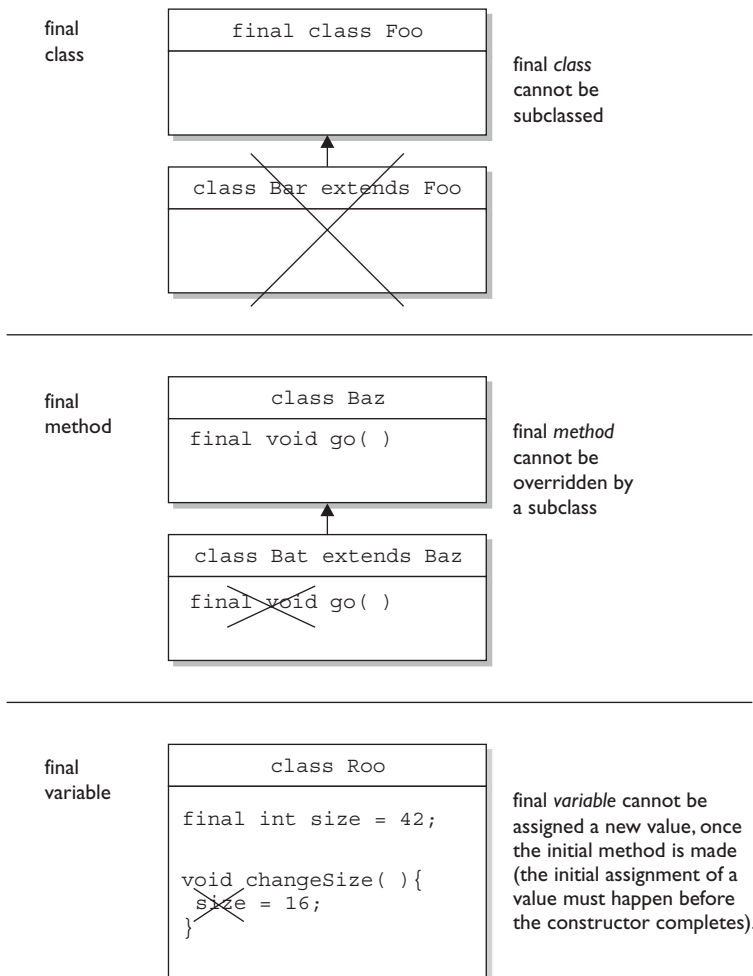 final
class
final class Foo
final class
cannot be
subclassed
class Bar extends Foo
final
method
class Baz
final void go( )
final method
cannot be
overridden by
a subclass
class Bat extends Baz
final void go( )
final
variable
class Roo
final int size = 42;
void changeSize( ){
size = 16;
}
final variable cannot be
assigned a new value, once
the initial method is made
(the initial assignment of a
value must happen before
the constructor completes).